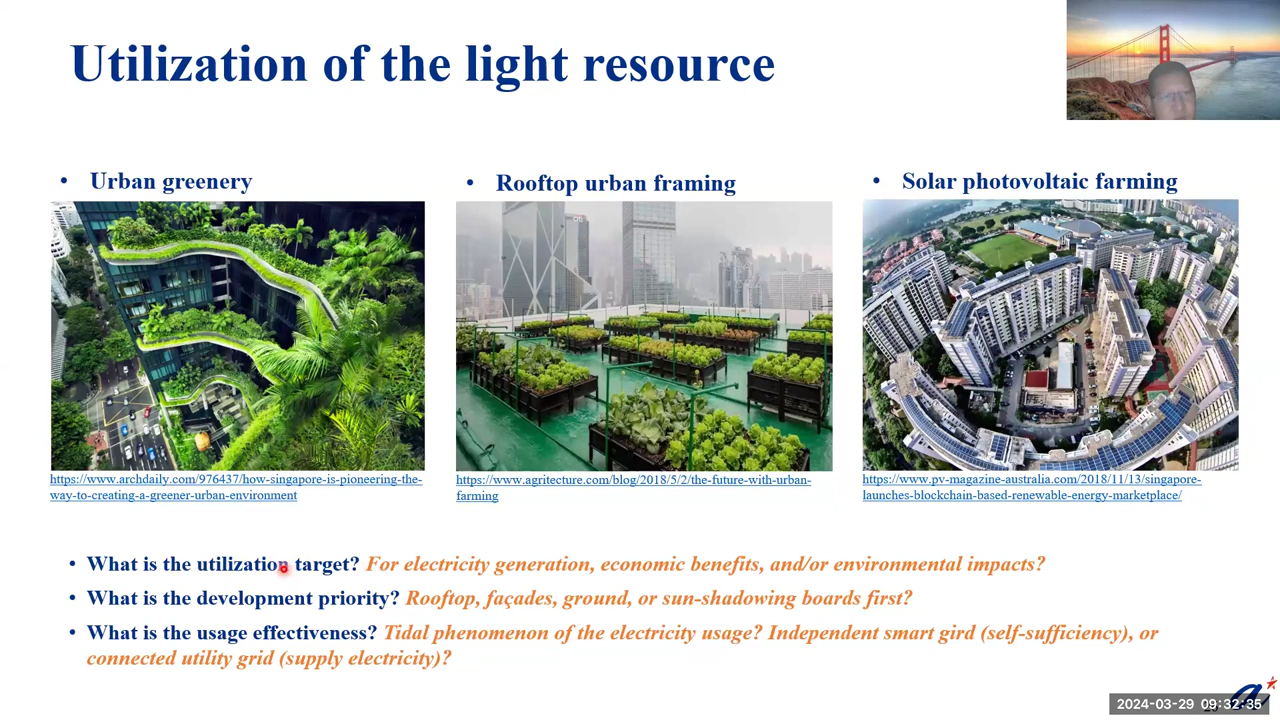 Utilization of the light resource
• Urban greenery
• Rooftop urban framing
• Solar photovoltaic farming
https://www.archdaily.com/976437/how-singapore-is-pioneering-the-
way-to-creating-a-greener-urban-environment
https://www.agritecture.com/blog/2018/5/2/the-future-with-urban-
farming
https://www.pv-magazine-australia.com/2018/11/13/singapore-
launches-blockchain-based-renewable-energy-marketplace/
• What is the utilization target? For electricity generation, economic benefits, and/or environmental impacts?
• What is the development priority? Rooftop, façades, ground, or sun-shadowing boards first?
• What is the usage effectiveness? Tidal phenomenon of the electricity usage? Independent smart gird (self-sufficiency), or
connected utility grid (supply electricity)?
2024-03-29 09:32:35